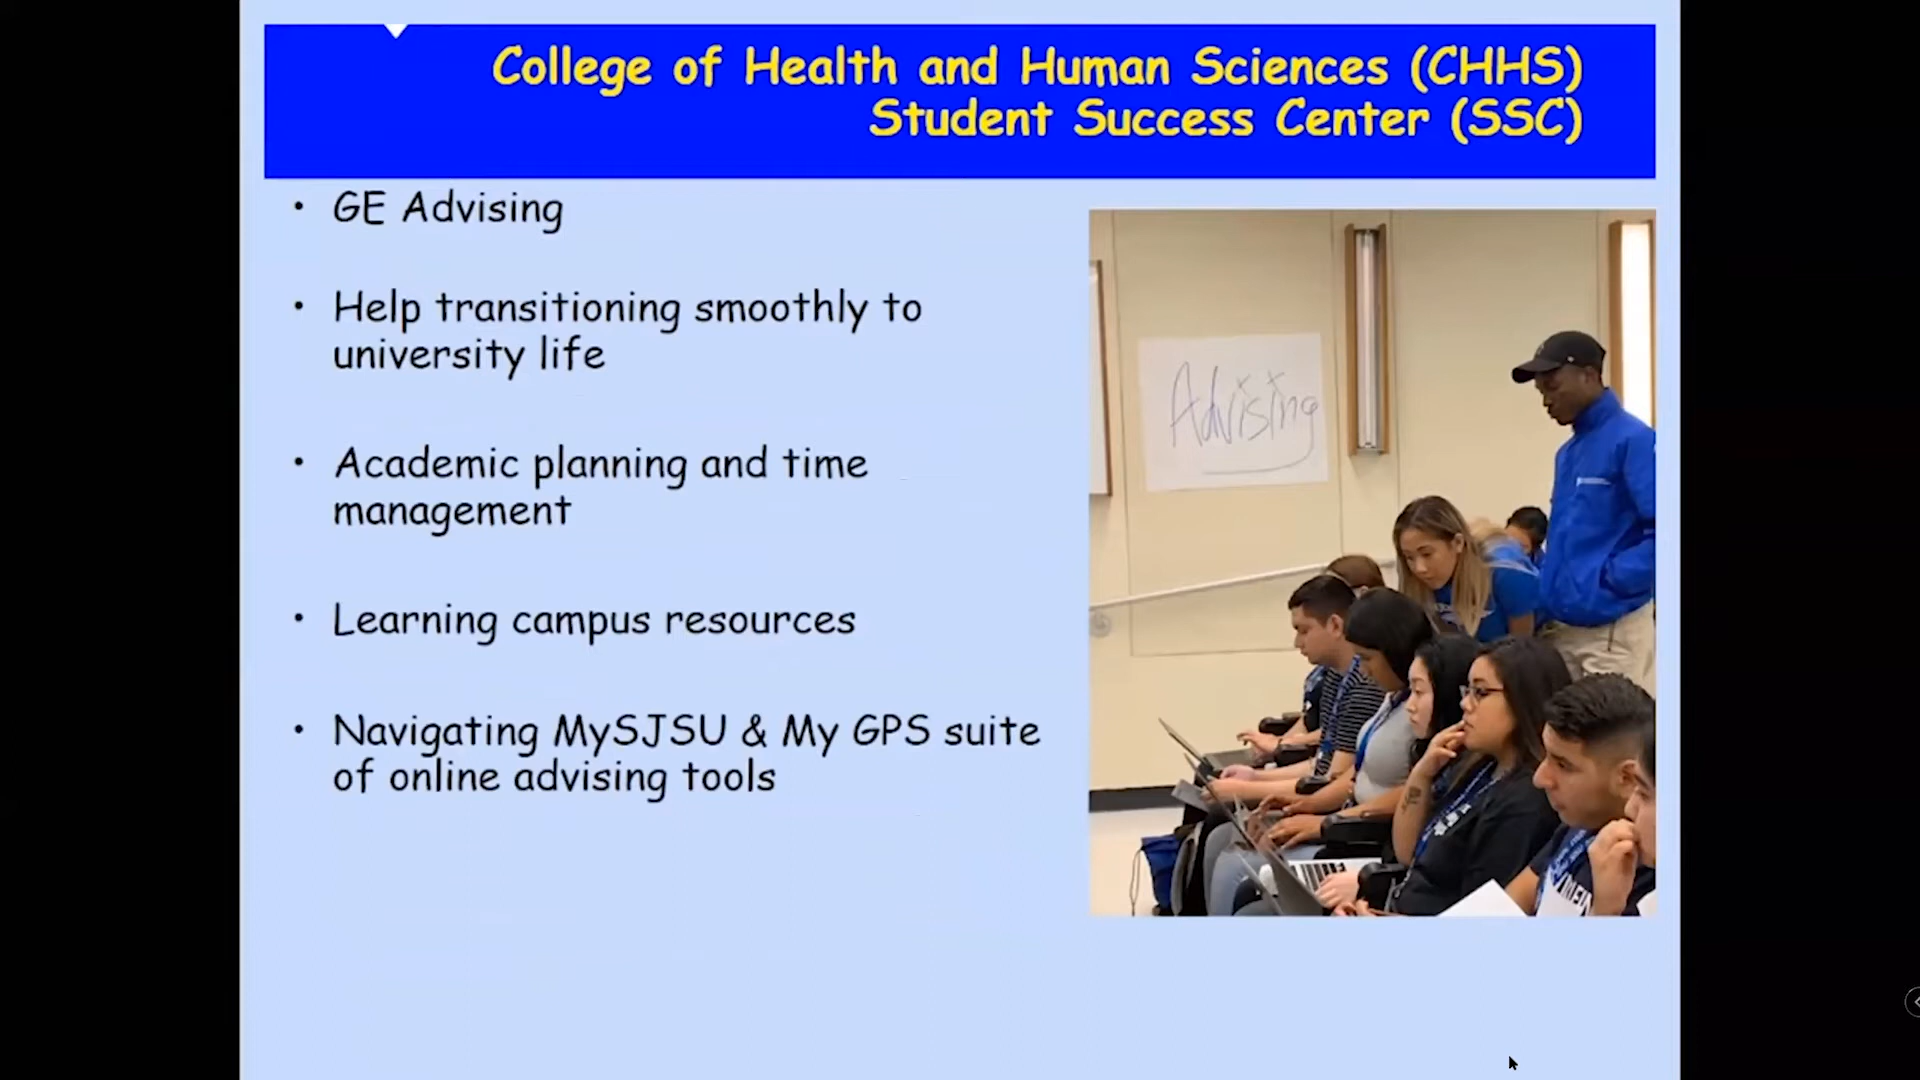 College of Health and Human Sciences (CHHS)
Student Success Center (SSC)
• GE Advising
• Help transitioning smoothly to
university life
• Academic planning and time
management
• Learning campus resources
• Navigating MySJSU & My GPS suite
of online advising tools
Advising